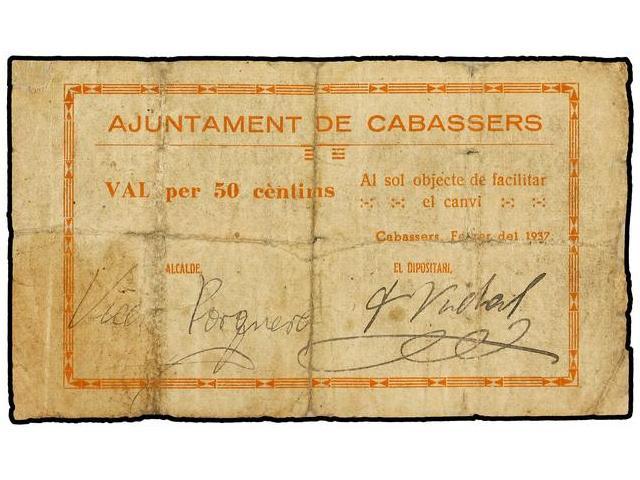 AJUNTAMENT DE CABASSERS
VAL per 50 cèntims
Al sol objecte de facilitar
el canvi
Cabassers, Febrer del 1937
ALCALDE,
EL DIPOSITARI,